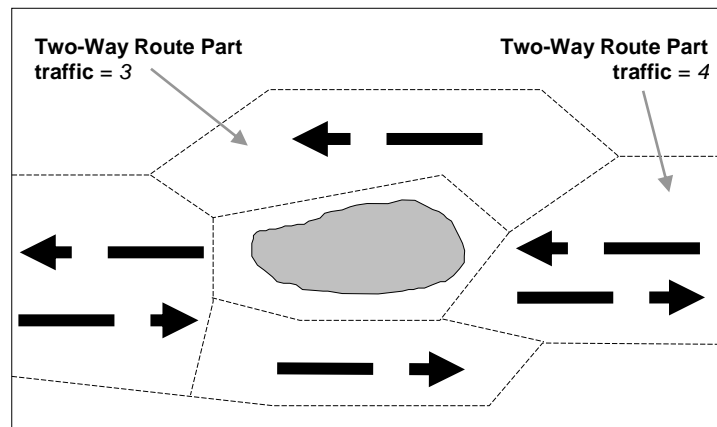 Two-Way Route Part
traffic = 3
Two-Way Route Part
traffic = 4